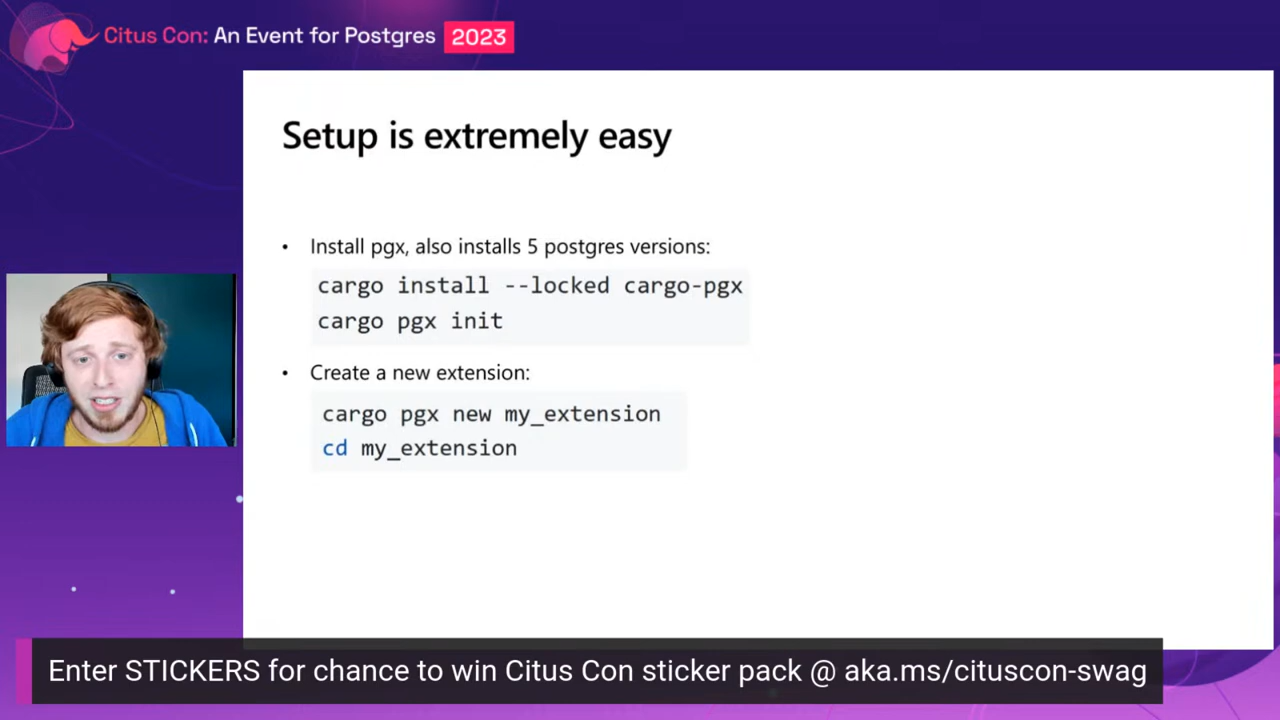 Citus Con: An Event for Postgres 2023
Setup is extremely easy
• Install pgx, also installs 5 postgres versions:
cargo install --locked cargo-pgx
cargo pgx init
• Create a new extension:
cargo pgx new my_extension
cd my_extension
Enter STICKERS for chance to win Citus Con sticker pack @ aka.ms/cituscon-swag